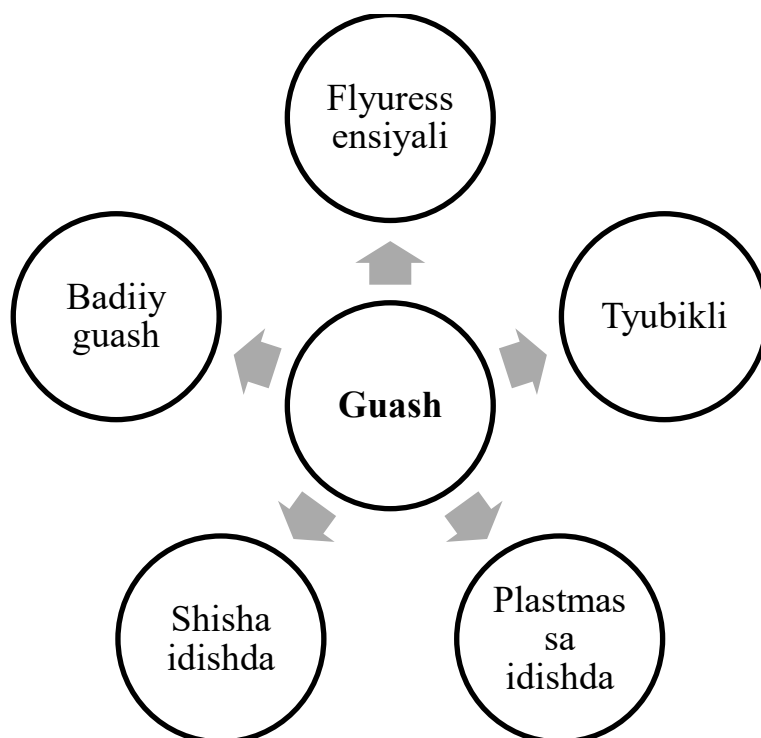 Flyuress
ensiyali
Badiiy
guash
Tyubikli
Guash
Shisha
idishda
Plastmas
sa
idishda